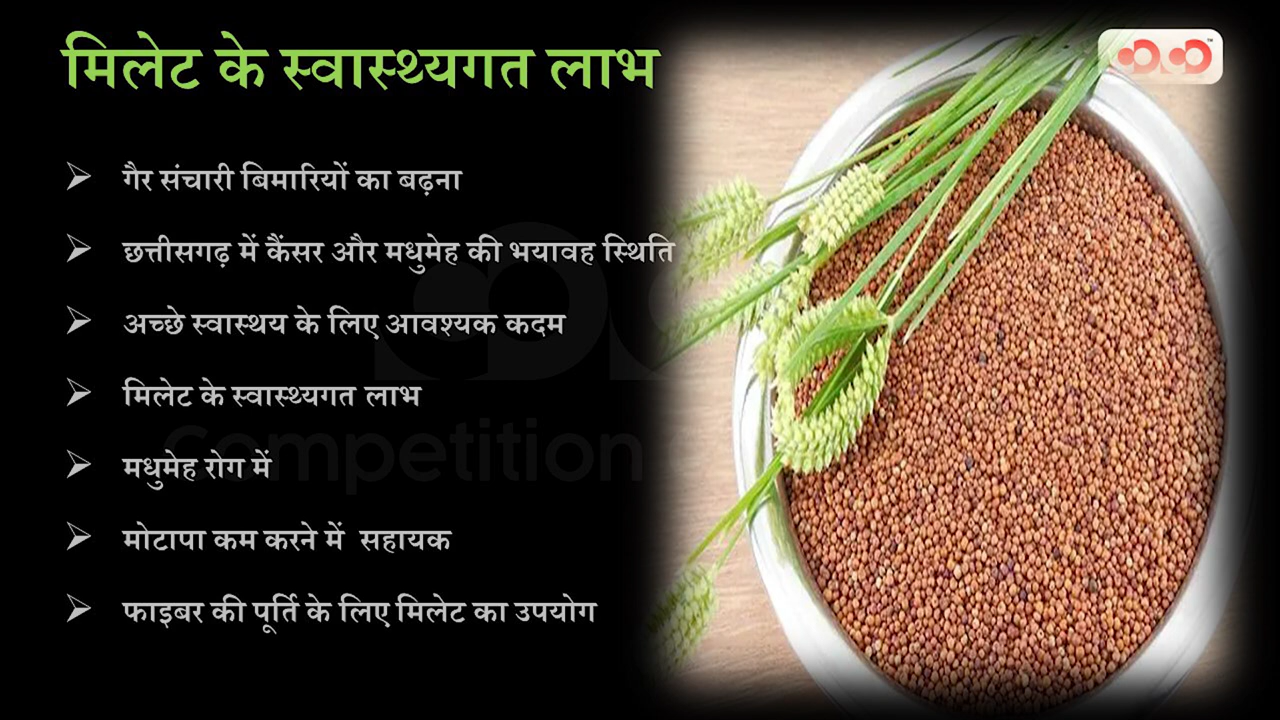 मिलेट के स्वास्थ्यगत लाभ
गैर संचारी बिमारियों का बढ़ना
छत्तीसगढ़ में कैंसर और मधुमेह की भयावह स्थिति
अच्छे स्वास्थय के लिए आवश्यक कदम
मिलेट के स्वास्थ्यगत लाभ
मधुमेह रोग में
मोटापा कम करने में सहायक
फाइबर की पूर्ति के लिए मिलेट का उपयोग
competition